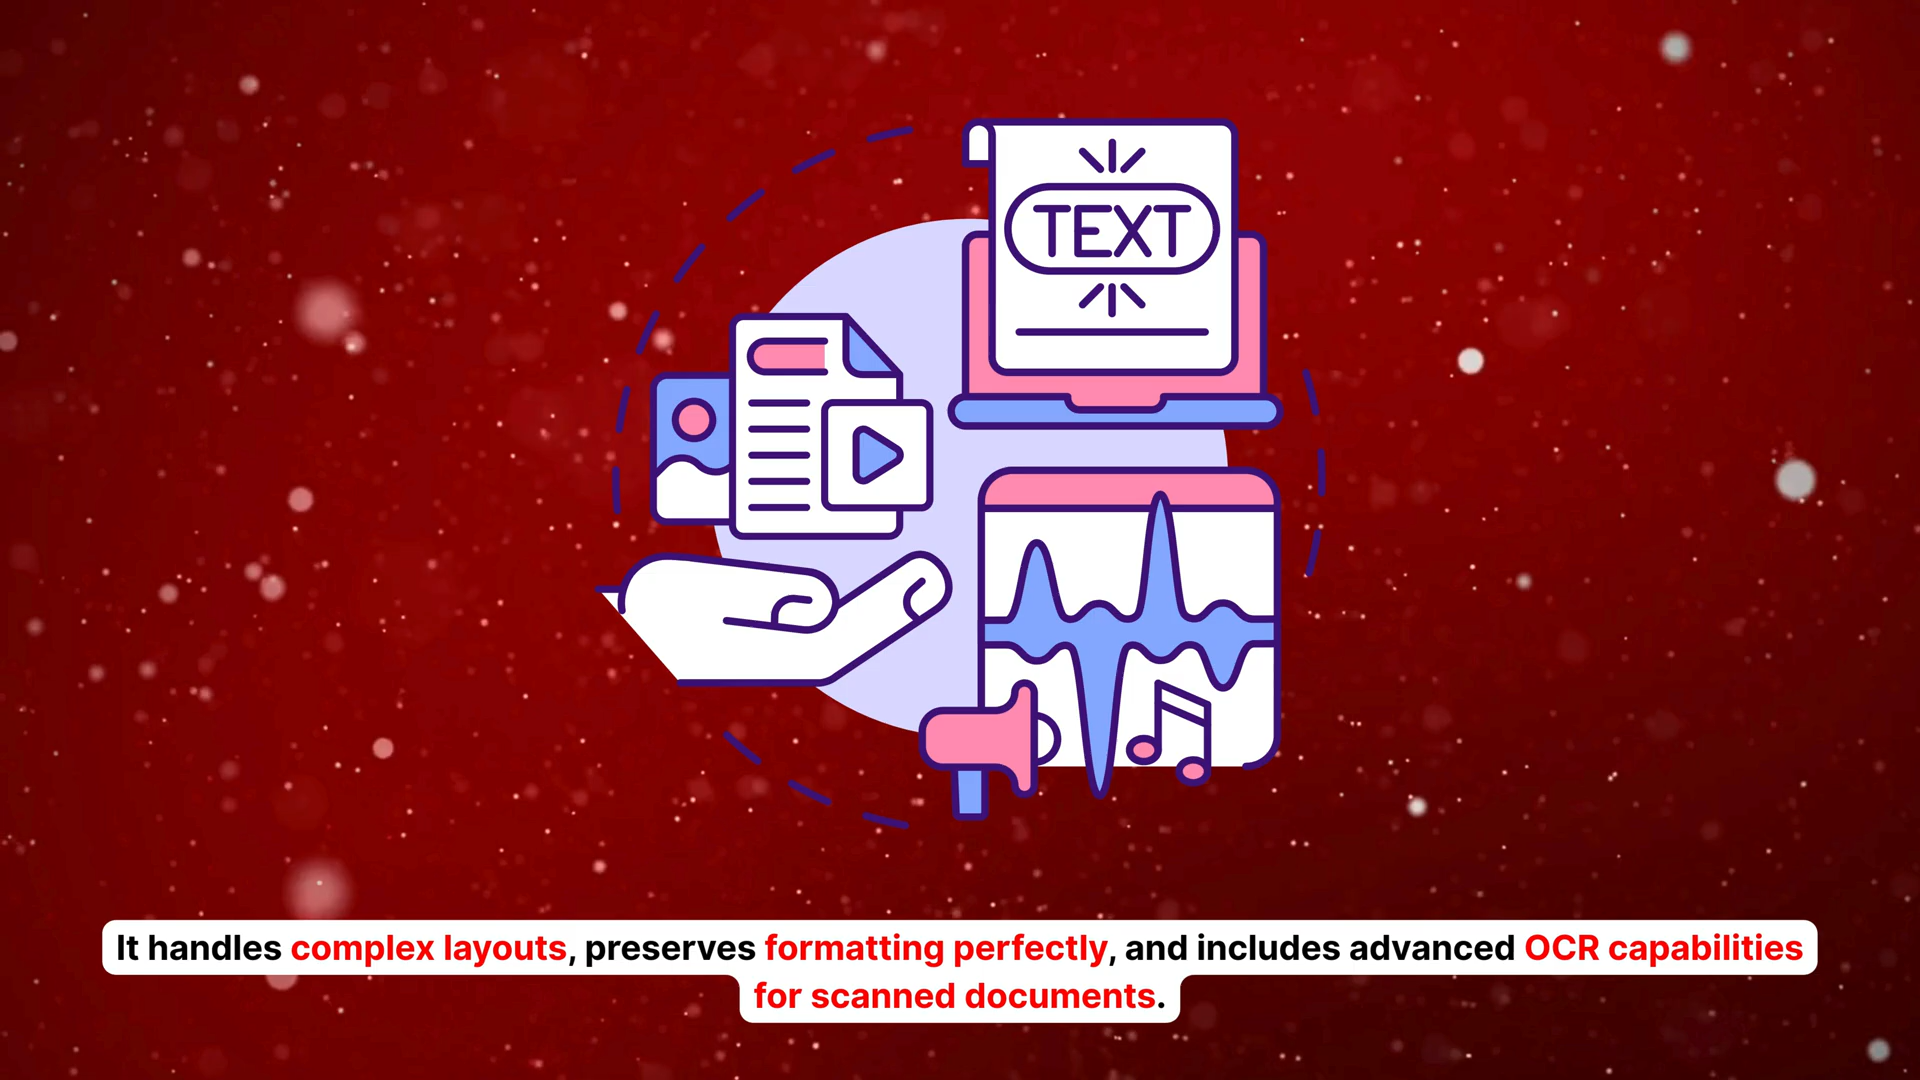 TEXT
It handles complex layouts, preserves formatting perfectly, and includes advanced OCR capabilities
for scanned documents.